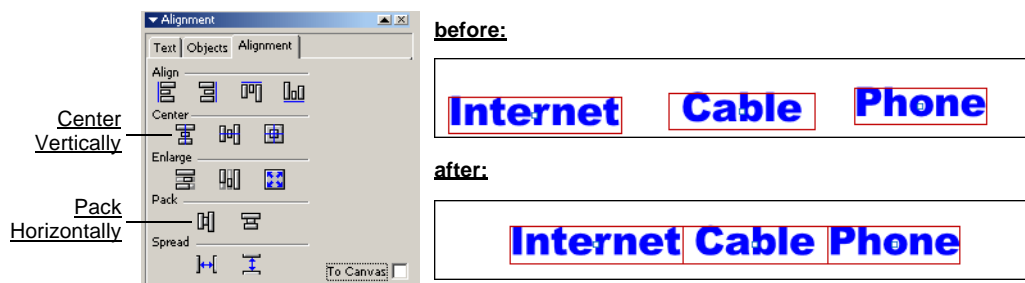 Alignment
Text Objects Alignment
Align
Center
Center
Vertically
Enlarge
Pack
Pack
Horizontally
Spread
To Canvas
before:
Internet Cable Phone
after:
Internet Cable Phone